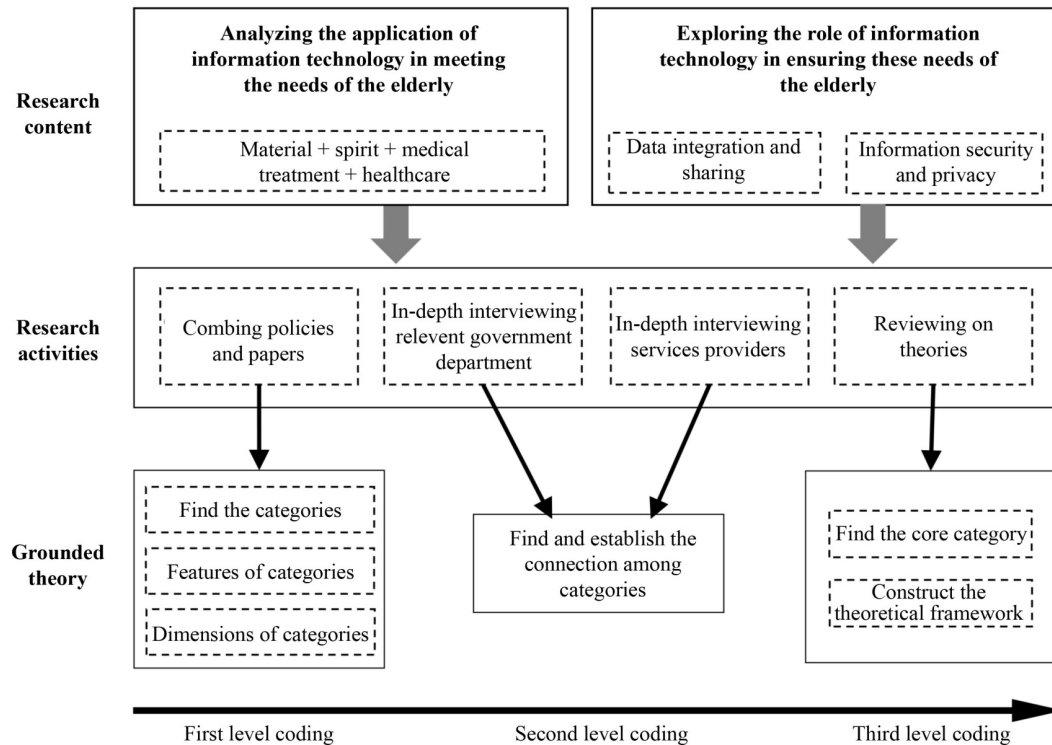 Analyzing the application of
information technology in meeting
the needs of the elderly
Exploring the role of information
technology in ensuring these needs of
the elderly
Research
content
Material + spirit + medical
treatment + healthcare
Data integration and
sharing
Information security
and privacy
Research
activities
Combing policies
and papers
In-depth interviewing
relevent government
department
In-depth interviewing
services providers
Reviewing on
theories
Grounded
theory
Find the categories
Features of categories
Dimensions of categories
Find and establish the
connection among
categories
Find the core category
Construct the
theoretical framework
First level coding
Second level coding
Third level coding